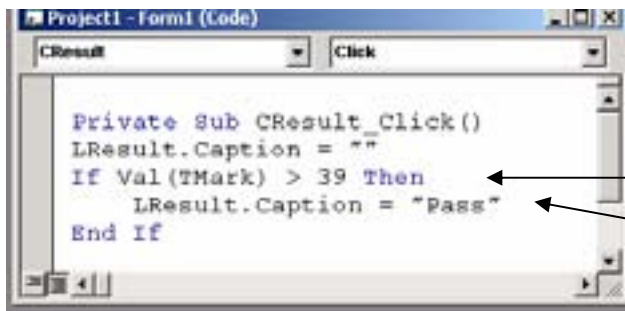 Project1 - Form1 (Code)
CResult Click
Private Sub CResult_Click()
LResult.Caption = ""
If Val(TMark) > 39 Then
LResult.Caption = "Pass"
End If